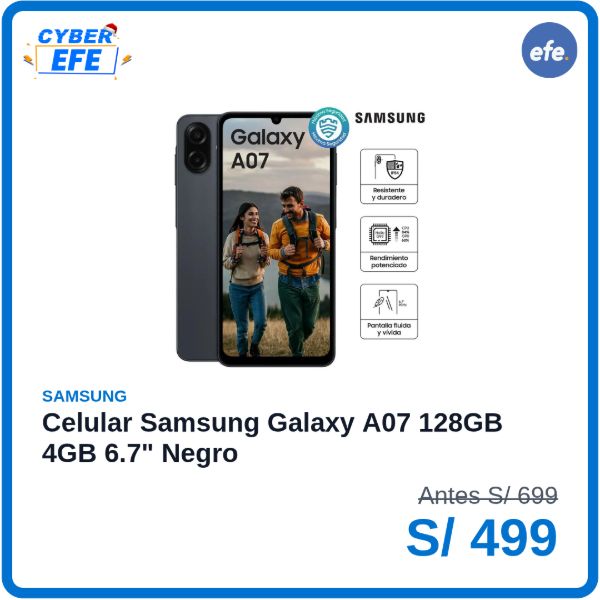 CYBER
EFE
efe.
SAMSUNG
Galaxy
A07
Resistente
y duradero
Rendimiento
potenciado
Pantalla fluida
y vívida
SAMSUNG
Celular Samsung Galaxy A07 128GB
4GB 6.7" Negro
Antes S/ 699
S/ 499